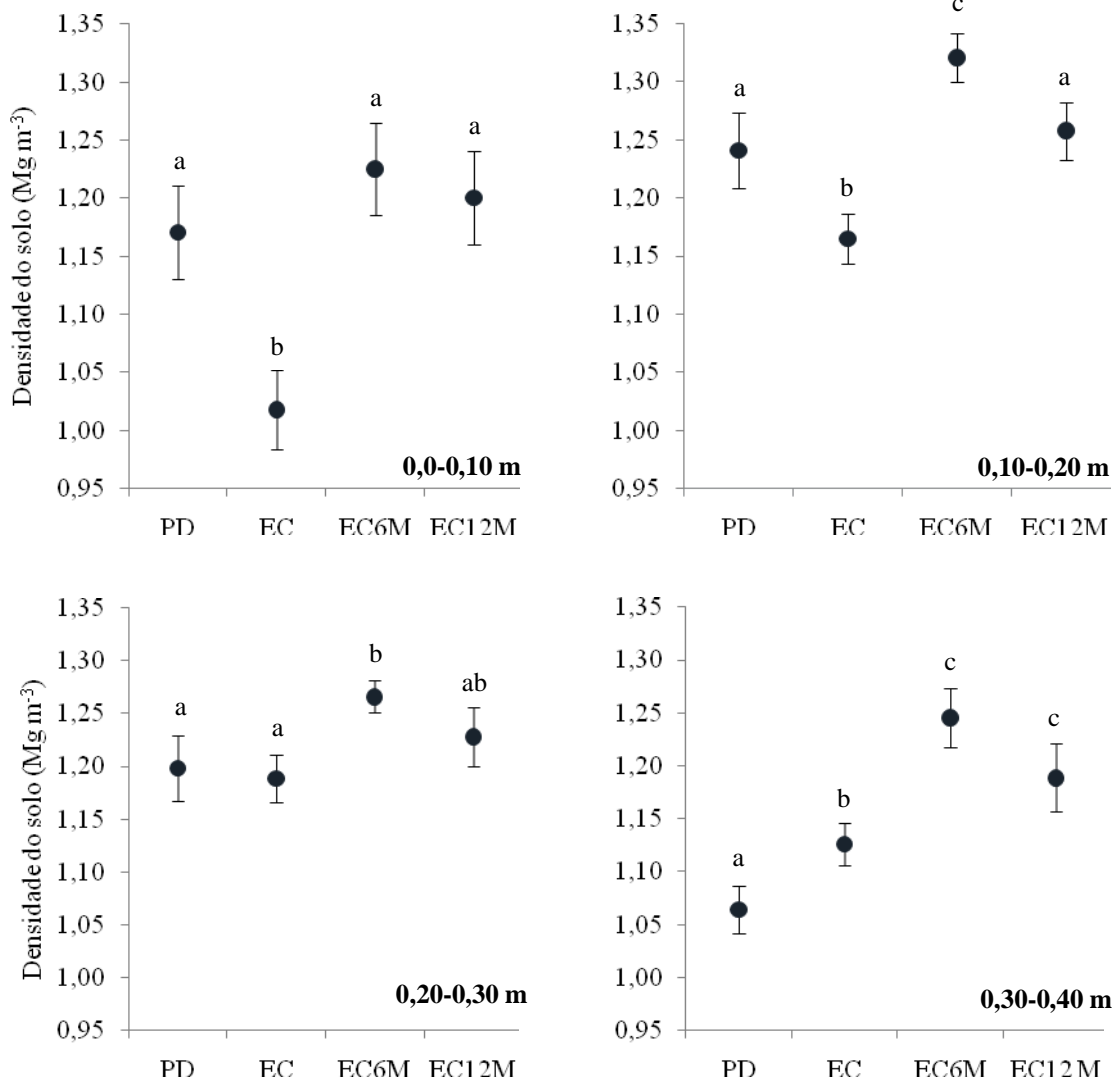 Densidade do solo (Mg m⁻³)
1,35
1,30
1,25
1,20
1,15
1,10
1,05
1,00
0,95
a
b
a
a
0,0-0,10 m
PD EC EC6M EC12M
1,35
1,30
1,25
1,20
1,15
1,10
1,05
1,00
0,95
a
b
c
a
0,10-0,20 m
PD EC EC6M EC12M
Densidade do solo (Mg m⁻³)
1,35
1,30
1,25
1,20
1,15
1,10
1,05
1,00
0,95
a
a
b
ab
0,20-0,30 m
PD EC EC6M EC12M
1,35
1,30
1,25
1,20
1,15
1,10
1,05
1,00
0,95
a
b
c
c
0,30-0,40 m
PD EC EC6M EC12M